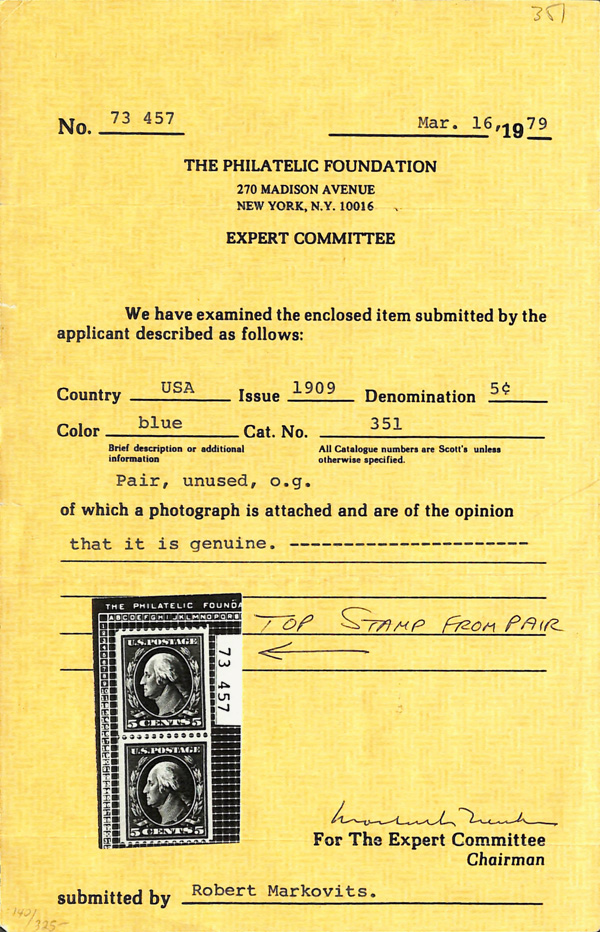 351
No. 73 457 Mar. 16, 1979
THE PHILATELIC FOUNDATION
270 MADISON AVENUE
NEW YORK, N.Y. 10016
EXPERT COMMITTEE
We have examined the enclosed item submitted by the
applicant described as follows:
Country USA Issue 1909 Denomination 5¢
Color blue Cat. No. 351
Brief description or additional
information
All Catalogue numbers are Scott's unless
otherwise specified.
Pair, unused, o.g.
of which a photograph is attached and are of the opinion
that it is genuine. -----------------------
THE PHILATELIC FOUNDA
ABCDEFGHIJKLMNOPQRS
TOP STAMP FROM PAIR
U.S. POSTAGE
73 457
5 CENTS 5
U.S. POSTAGE
5 CENTS 5
For The Expert Committee
Chairman
submitted by Robert Markovits.
140/
325-